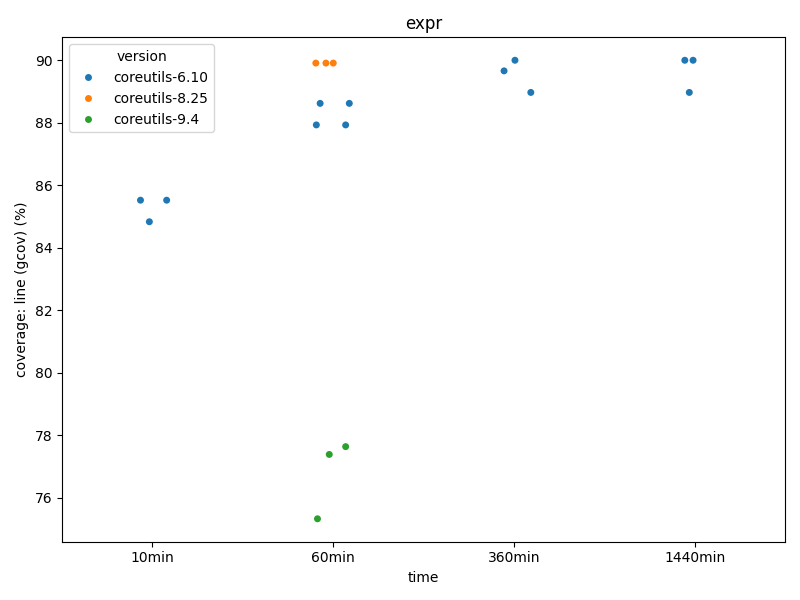 expr
version
coreutils-6.10
coreutils-8.25
coreutils-9.4
coverage: line (gcov) (%)
90
88
86
84
82
80
78
76
10min 60min 360min 1440min
time